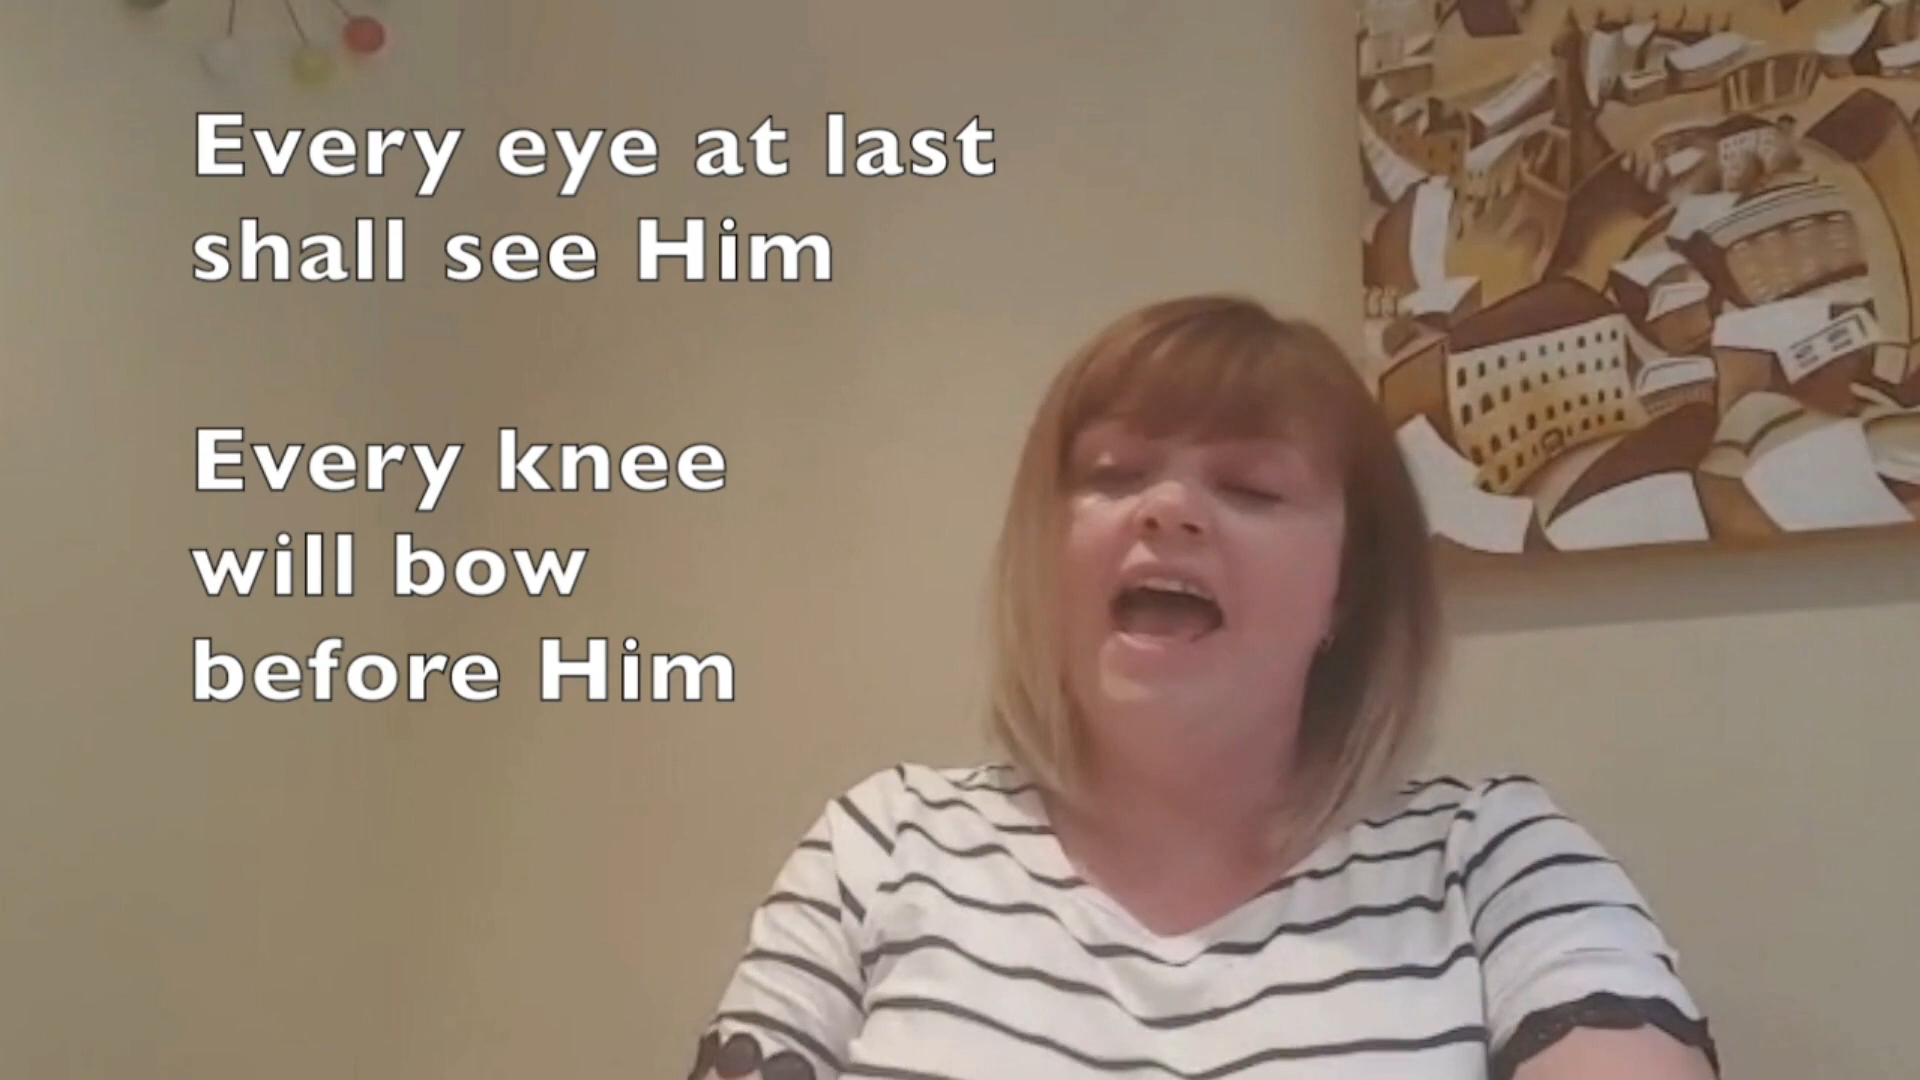 Every eye at last
shall see Him
Every knee
will bow
before Him